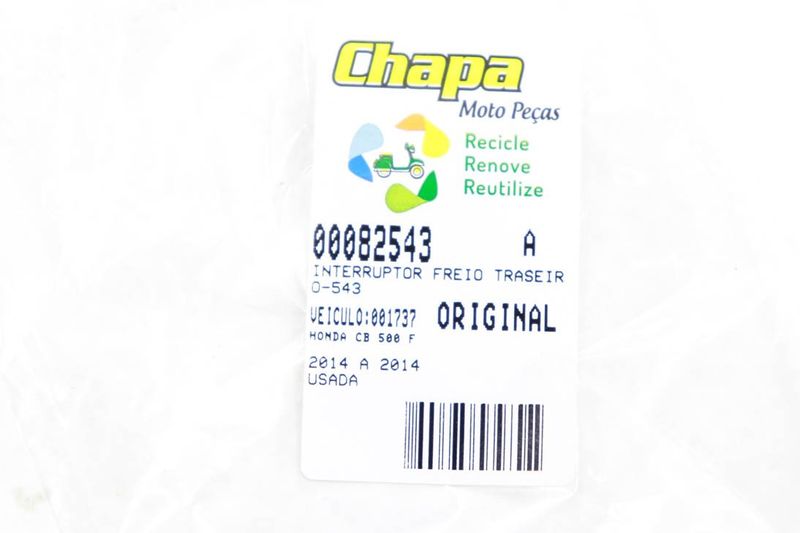 Chapa
Moto Peças
Recicle
Renove
Reutilize
00082543 A
INTERRUPTOR FREIO TRASEIR
O-543
VEICULO:001737 ORIGINAL
HONDA CB 500 F
2014 A 2014
USADA